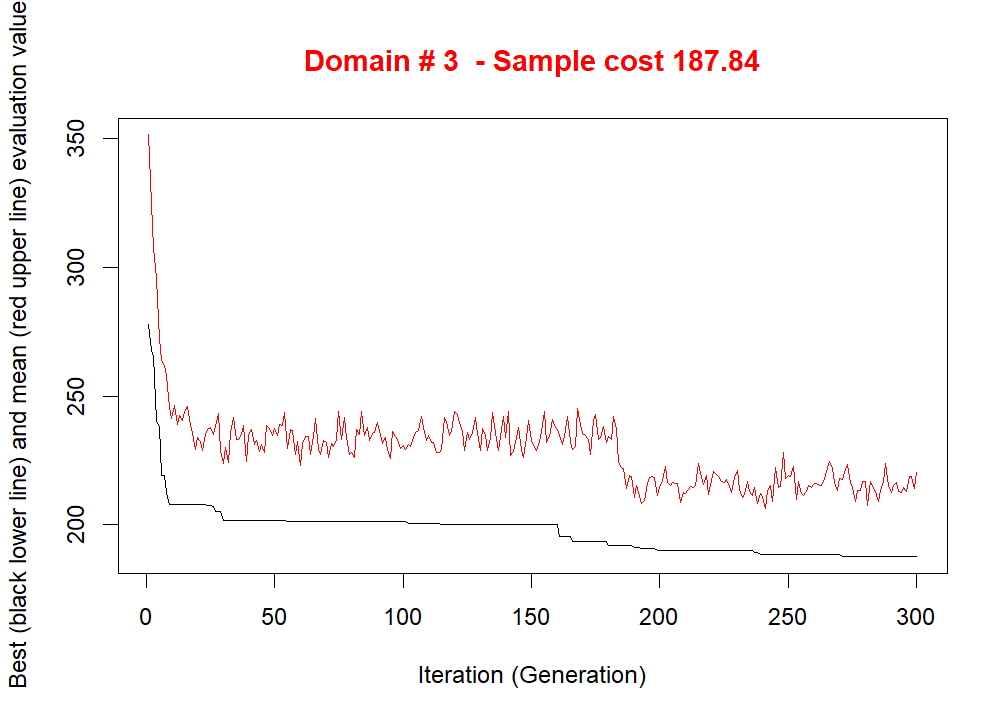 Domain # 3  - Sample cost 187.84
Best (black lower line) and mean (red upper line) evaluation value
350
300
250
200
0 50 100 150 200 250 300
Iteration (Generation)